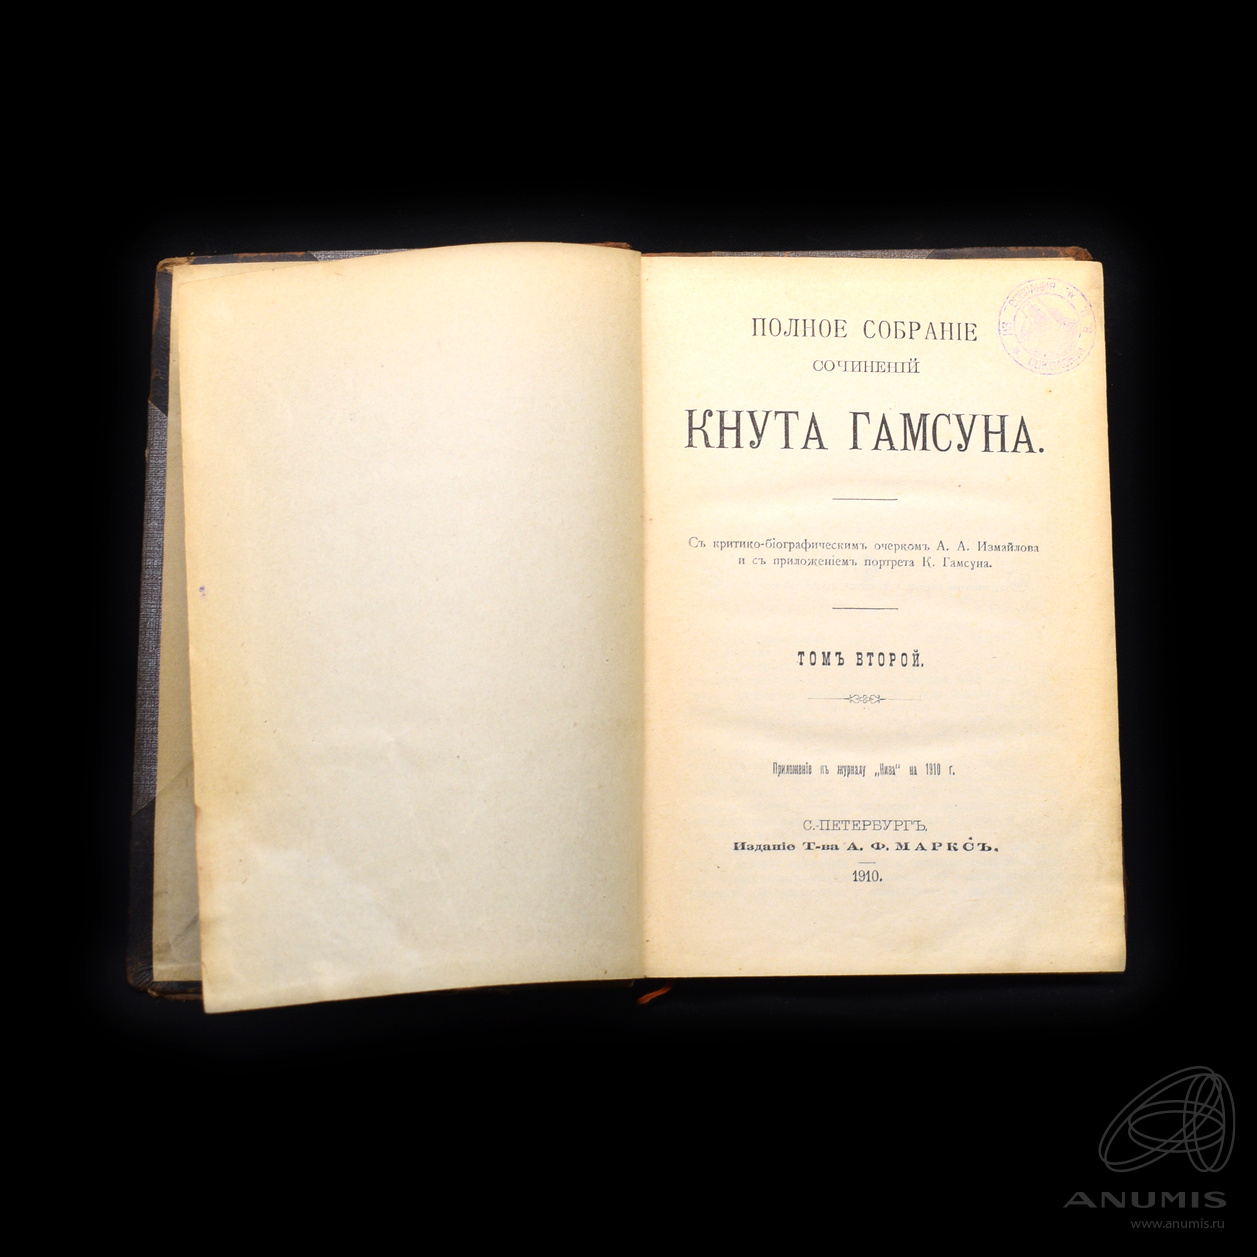 ПОЛНОЕ СОБРАНІЕ
СОЧИНЕНІЙ
КНУТА ГАМСУНА.
Съ критико-біографическимъ очеркомъ А. А. Измайлова
и съ приложеніемъ портрета К. Гамсуна.
ТОМЪ ВТОРОЙ.
Приложеніе къ журналу „Нива“ на 1910 г.
С.-ПЕТЕРБУРГЪ.
Изданіе Т-ва А. Ф. МАРКСЪ.
1910.
ANUMIS
www.anumis.ru